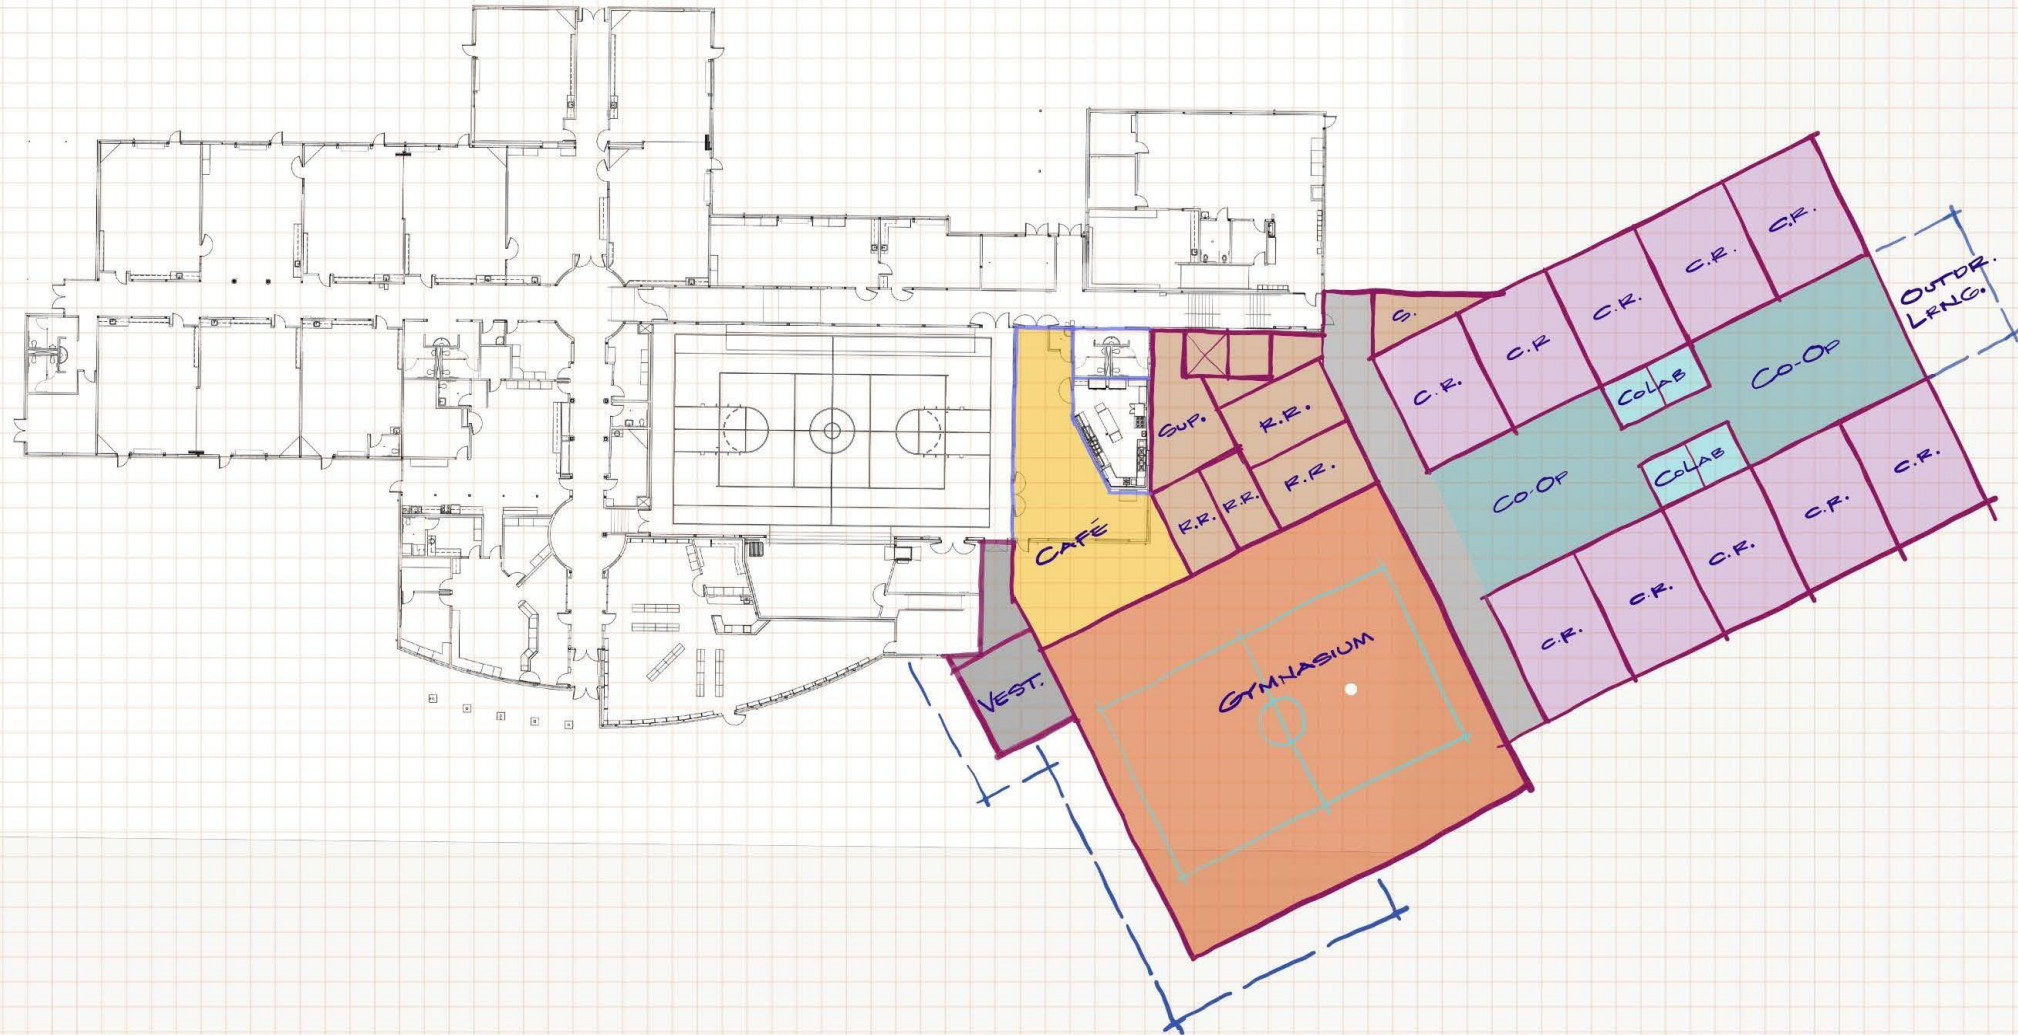 S.
C.R.
C.R
C.R.
C.R.
C.R.
OUTDR.
LRNG.
COLAB
CO-OP
SUP.
R.R.
R.R.
R.R.
R.R.
CO-OP
COLAB
CAFÉ
C.R.
C.R.
C.R.
C.R.
C.R.
VEST.
GYMNASIUM